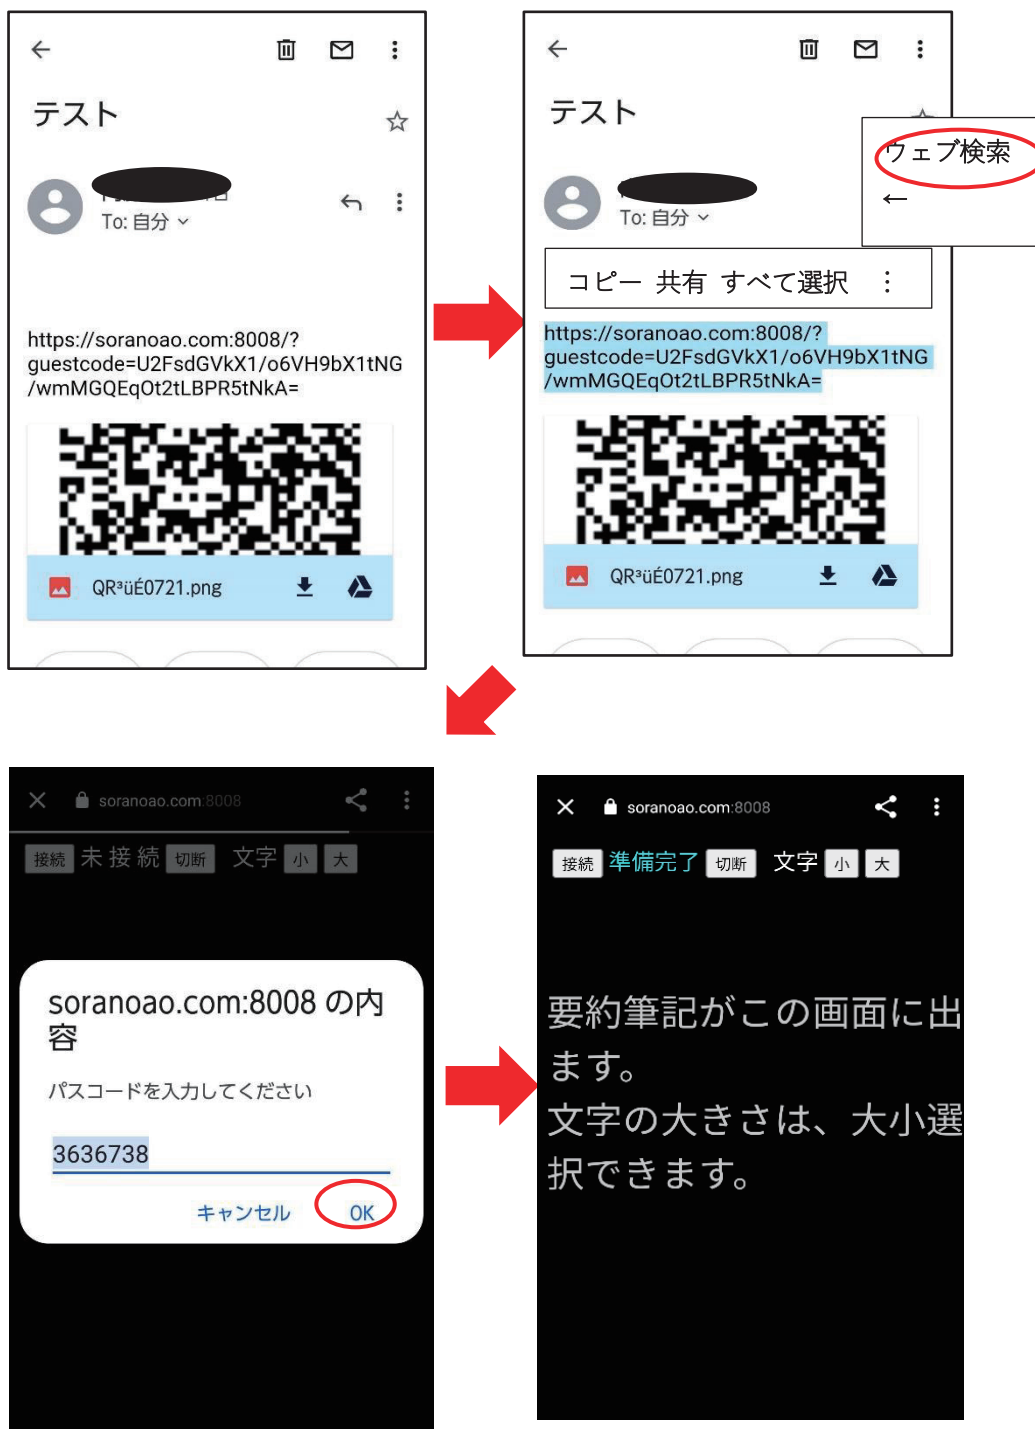 テスト
To: 自分
https://soranoao.com:8008/?
guestcode=U2FsdGVkX1/o6VH9bX1tNG
/wmMGQEqOt2tLBPR5tNkA=
QR³üÉ0721.png
テスト
ウェブ検索
←
To: 自分
コピー 共有 すべて選択 ⋮
https://soranoao.com:8008/?
guestcode=U2FsdGVkX1/o6VH9bX1tNG
/wmMGQEqOt2tLBPR5tNkA=
QR³üÉ0721.png
soranoao.com:8008
接続 未接続 切断 文字 小 大
soranoao.com:8008 の内
容
パスコードを入力してください
3636738
キャンセル OK
soranoao.com:8008
接続 準備完了 切断 文字 小 大
要約筆記がこの画面に出
ます。
文字の大きさは、大小選
択できます。